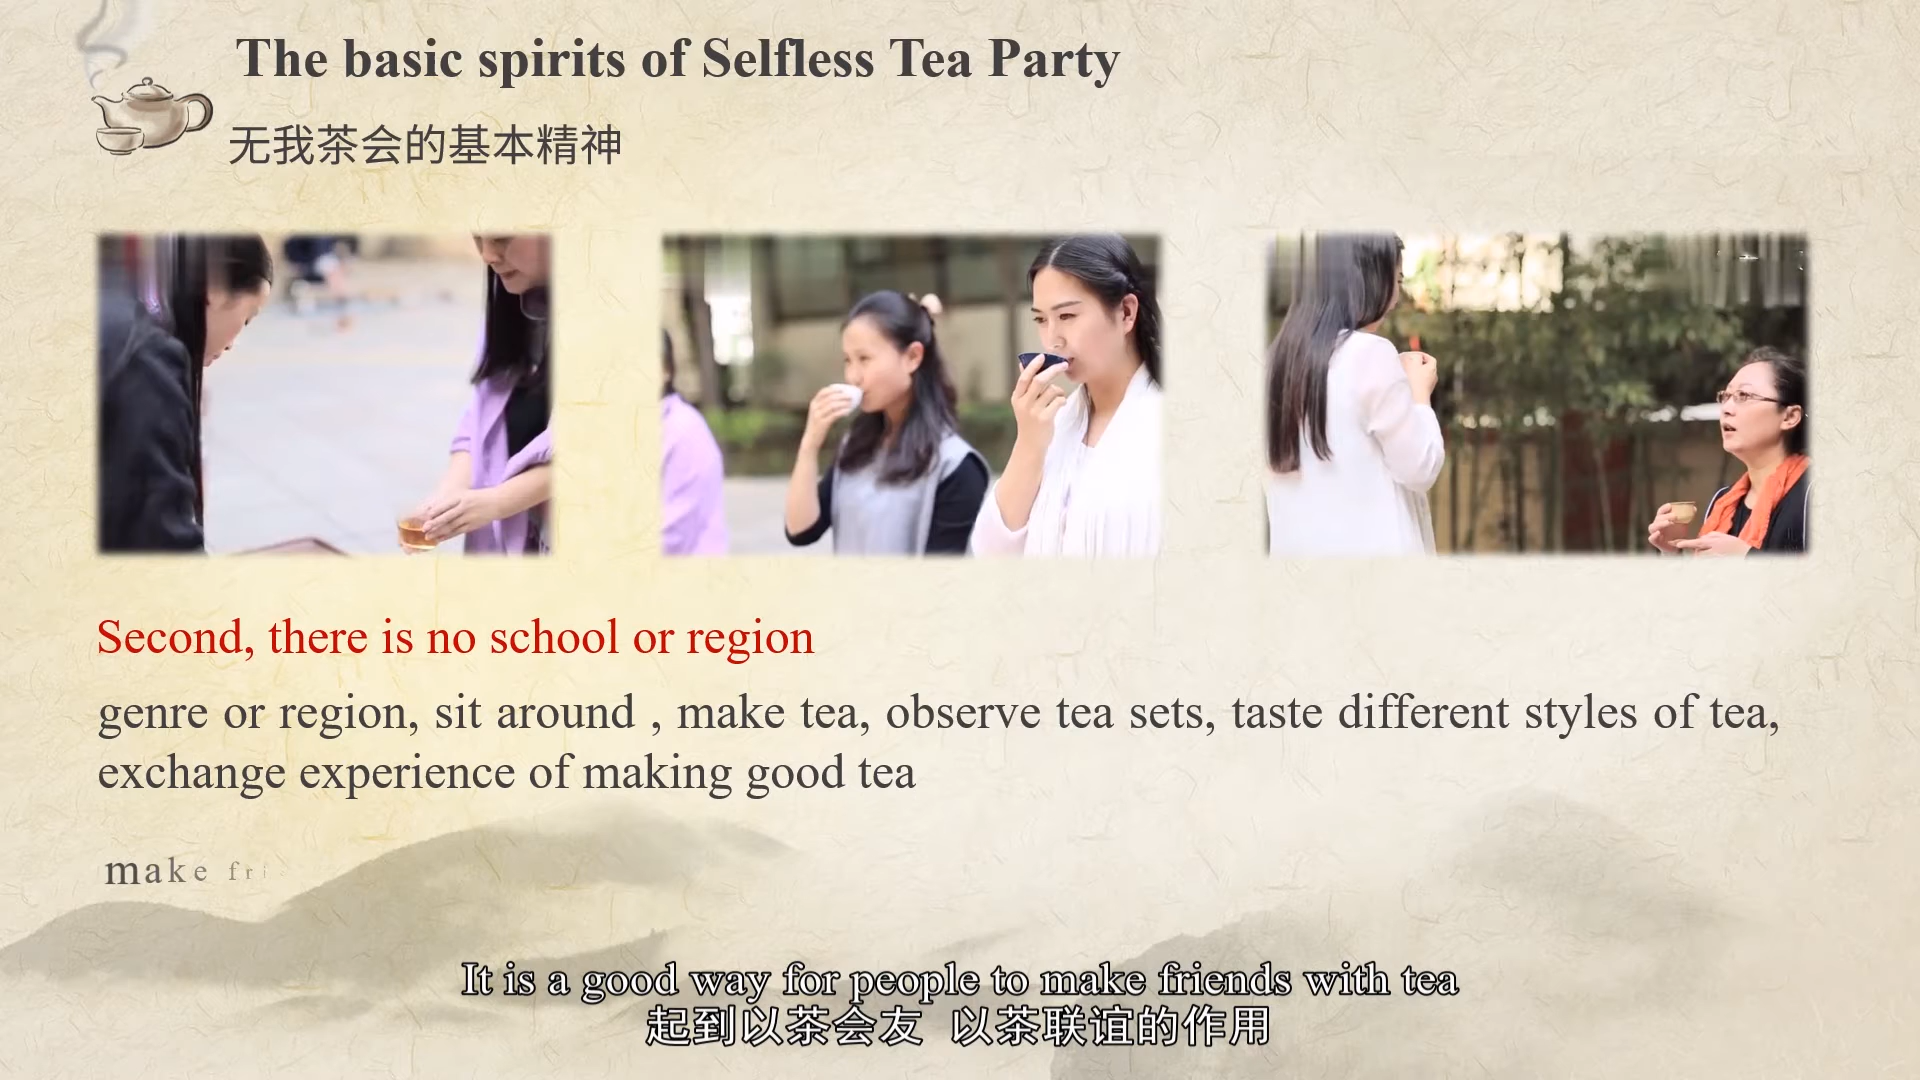 The basic spirits of Selfless Tea Party
无我茶会的基本精神
Second, there is no school or region
genre or region, sit around , make tea, observe tea sets, taste different styles of tea,
exchange experience of making good tea
make fri
It is a good way for people to make friends with tea
起到以茶会友 以茶联谊的作用